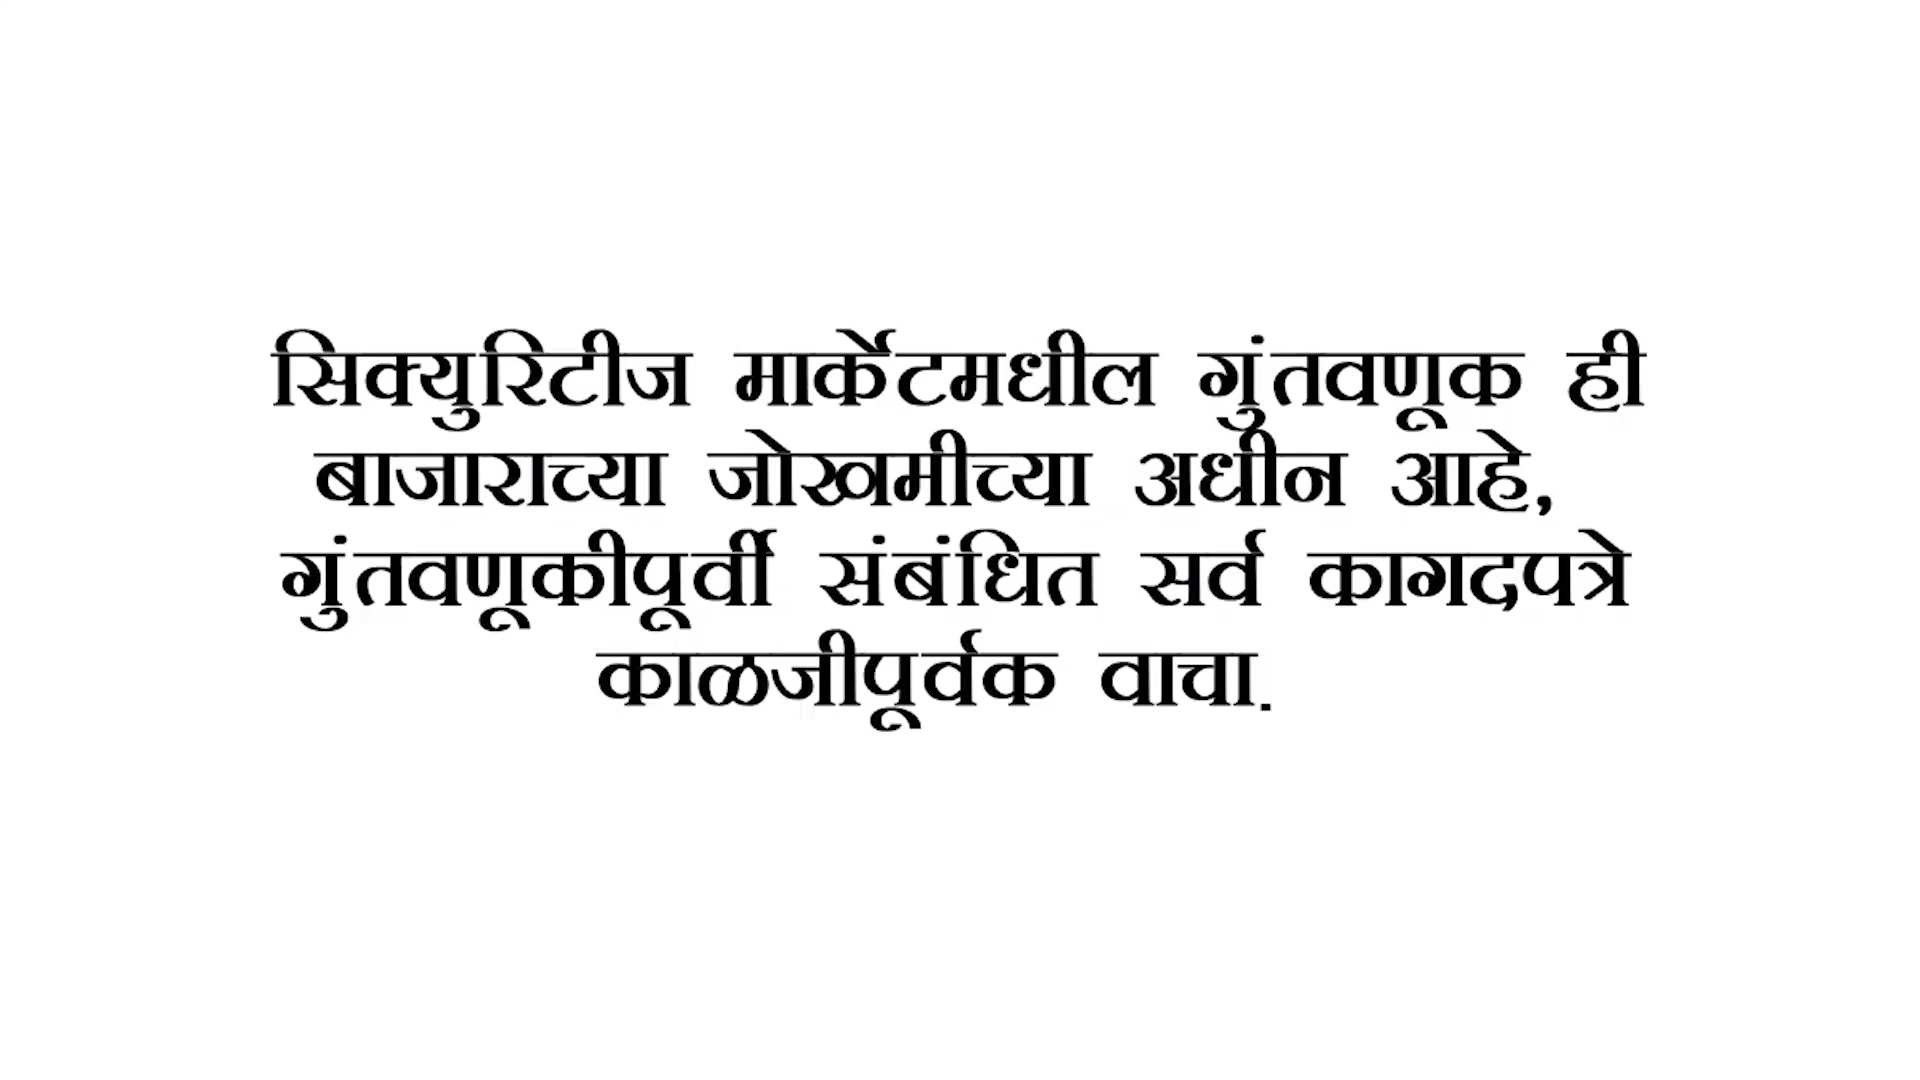 सिक्युरिटीज मार्केटमधील गुंतवणूक ही
बाजाराच्या जोखमीच्या अधीन आहे,
गुंतवणूकीपूर्वी संबंधित सर्व कागदपत्रे
काळजीपूर्वक वाचा.